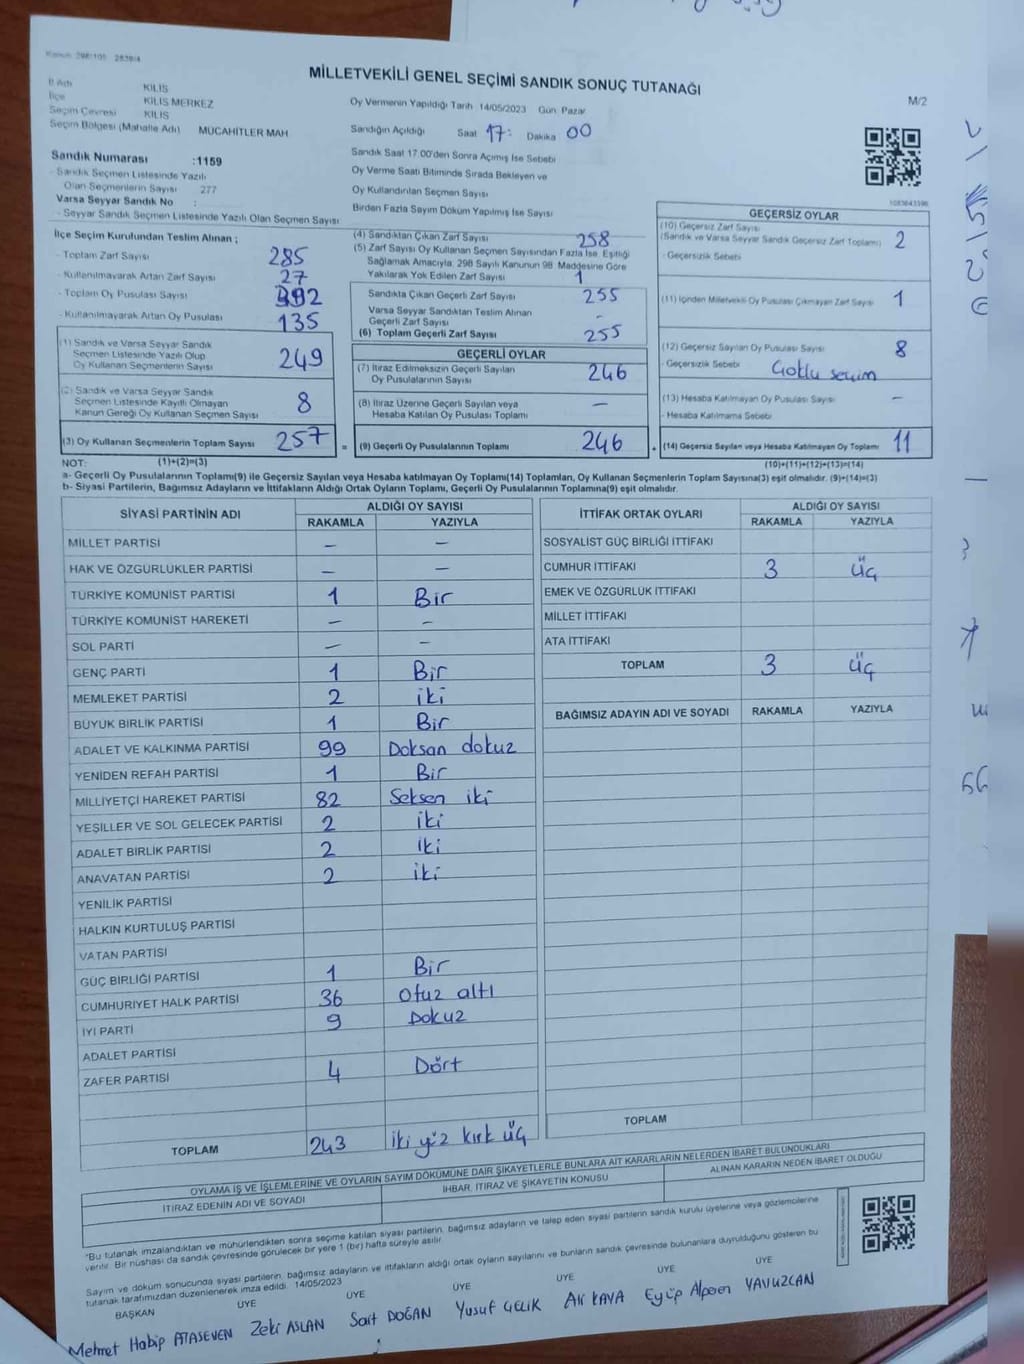 Kanun: 298/105 2839/4
MİLLETVEKİLİ GENEL SEÇİMİ SANDIK SONUÇ TUTANAĞI
M/2
İl Adı KİLİS
İlçe KİLİS MERKEZ
Seçim Çevresi KİLİS
Seçim Bölgesi (Mahalle Adı) MÜCAHİTLER MAH.
Sandık Numarası :1159
- Sandık Seçmen Listesinde Yazılı
Olan Seçmenlerin Sayısı 277
Varsa Seyyar Sandık No :
- Seyyar Sandık Seçmen Listesinde Yazılı Olan Seçmen Sayısı
Oy Vermenin Yapıldığı Tarih 14/05/2023 Gün: Pazar
Sandığın Açıldığı Saat 17: Dakika 00
Sandık Saat 17.00'den Sonra Açımış İse Sebebi
Oy Verme Saati Bitiminde Sırada Bekleyen ve
Oy Kullandırılan Seçmen Sayısı
Birden Fazla Sayım Döküm Yapılmış İse Sayısı
İlçe Seçim Kurulundan Teslim Alınan ;
- Toplam Zarf Sayısı 285
- Kullanılmayarak Artan Zarf Sayısı 27
- Toplam Oy Pusulası Sayısı 392
- Kullanılmayarak Artan Oy Pusulası 135
(1) Sandık ve Varsa Seyyar Sandık
Seçmen Listesinde Yazılı Olup
Oy Kullanan Seçmenlerin Sayısı 249
(2) Sandık ve Varsa Seyyar Sandık
Seçmen Listesinde Kayıtlı Olmayan
Kanun Gereği Oy Kullanan Seçmen Sayısı 8
(3) Oy Kullanan Seçmenlerin Toplam Sayısı 257
(4) Sandıktan Çıkan Zarf Sayısı 258
(5) Zarf Sayısı Oy Kullanan Seçmen Sayısından Fazla İse, Eşitliği
Sağlamak Amacıyla, 298 Sayılı Kanunun 98. Maddesine Göre
Yakılarak Yok Edilen Zarf Sayısı 1
Sandıkta Çıkan Geçerli Zarf Sayısı 255
Varsa Seyyar Sandıktan Teslim Alınan
Geçerli Zarf Sayısı -
(6) Toplam Geçerli Zarf Sayısı 255
GEÇERLİ OYLAR
(7) İtiraz Edilmeksizin Geçerli Sayılan
Oy Pusulalarının Sayısı 246
(8) İtiraz Üzerine Geçerli Sayılan veya
Hesaba Katılan Oy Pusulası Toplamı —
= (9) Geçerli Oy Pusulalarının Toplamı 246 +
GEÇERSİZ OYLAR
(10) Geçersiz Zarf Sayısı
(Sandık ve Varsa Seyyar Sandık Geçersiz Zarf Toplamı) 2
- Geçersizlik Sebebi
(11) İçinden Milletvekili Oy Pusulası Çıkmayan Zarf Sayısı 1
(12) Geçersiz Sayılan Oy Pusulası Sayısı 8
- Geçersizlik Sebebi Çoklu seçim
(13) Hesaba Katılmayan Oy Pusulası Sayısı -
- Hesaba Katılmama Sebebi
(14) Geçersiz Sayılan veya Hesaba Katılmayan Oy Toplamı 11
NOT: (1)+(2)=(3) (10)+(11)+(12)+(13)=(14)
a- Geçerli Oy Pusulalarının Toplamı(9) ile Geçersiz Sayılan veya Hesaba katılmayan Oy Toplamı(14) Toplamları, Oy Kullanan Seçmenlerin Toplam Sayısına(3) eşit olmalıdır. (9)+(14)=(3)
b- Siyasi Partilerin, Bağımsız Adayların ve İttifakların Aldığı Ortak Oyların Toplamı, Geçerli Oy Pusulalarının Toplamına(9) eşit olmalıdır.
SİYASİ PARTİNİN ADI ALDIĞI OY SAYISI
RAKAMLA YAZIYLA
MİLLET PARTİSİ — —
HAK VE ÖZGÜRLÜKLER PARTİSİ — —
TÜRKİYE KOMÜNİST PARTİSİ 1 Bir
TÜRKİYE KOMÜNİST HAREKETİ — -
SOL PARTİ — -
GENÇ PARTİ 1 Bir
MEMLEKET PARTİSİ 2 iki
BÜYÜK BİRLİK PARTİSİ 1 Bir
ADALET VE KALKINMA PARTİSİ 99 Doksan dokuz
YENİDEN REFAH PARTİSİ 1 Bir
MİLLİYETÇİ HAREKET PARTİSİ 82 Seksen iki
YEŞİLLER VE SOL GELECEK PARTİSİ 2 iki
ADALET BİRLİK PARTİSİ 2 iki
ANAVATAN PARTİSİ 2 iki
YENİLİK PARTİSİ
HALKIN KURTULUŞ PARTİSİ
VATAN PARTİSİ
GÜÇ BİRLİĞİ PARTİSİ 1 Bir
CUMHURİYET HALK PARTİSİ 36 Otuz altı
İYİ PARTİ 9 Dokuz
ADALET PARTİSİ
ZAFER PARTİSİ 4 Dört
TOPLAM 243 iki yüz kırk üç
İTTİFAK ORTAK OYLARI ALDIĞI OY SAYISI
RAKAMLA YAZIYLA
SOSYALİST GÜÇ BİRLİĞİ İTTİFAKI
CUMHUR İTTİFAKI 3 üç
EMEK VE ÖZGÜRLÜK İTTİFAKI
MİLLET İTTİFAKI
ATA İTTİFAKI
TOPLAM 3 üç
BAĞIMSIZ ADAYIN ADI VE SOYADI RAKAMLA YAZIYLA
TOPLAM
OYLAMA İŞ VE İŞLEMLERİNE VE OYLARIN SAYIM DÖKÜMÜNE DAİR ŞİKAYETLERLE BUNLARA AİT KARARLARIN NELERDEN İBARET BULUNDUKLARI
İTİRAZ EDENİN ADI VE SOYADI İHBAR, İTİRAZ VE ŞİKAYETİN KONUSU ALINAN KARARIN NEDEN İBARET OLDUĞU
"Bu tutanak imzalandıktan ve mühürlendikten sonra seçime katılan siyasi partilerin, bağımsız adayların ve talep eden siyasi partilerin sandık kurulu üyelerine veya gözlemcilerine
verilir. Bir nüshası da sandık çevresinde görülecek bir yere 1 (bir) hafta süreyle asılır.
Sayım ve döküm sonucunda siyasi partilerin, bağımsız adayların ve ittifakların aldığı ortak oyların sayılarını ve bunların sandık çevresinde bulunanlara duyrulduğunu gösteren bu
tutanak tarafımızdan düzenlenerek imza edildi. 14/05/2023
BAŞKAN ÜYE ÜYE ÜYE ÜYE ÜYE ÜYE
Mehmet Habip ATASEVEN Zeki ASLAN Sait DOĞAN Yusuf ÇELİK Ali KAYA Eyüp Alperen YAVUZCAN